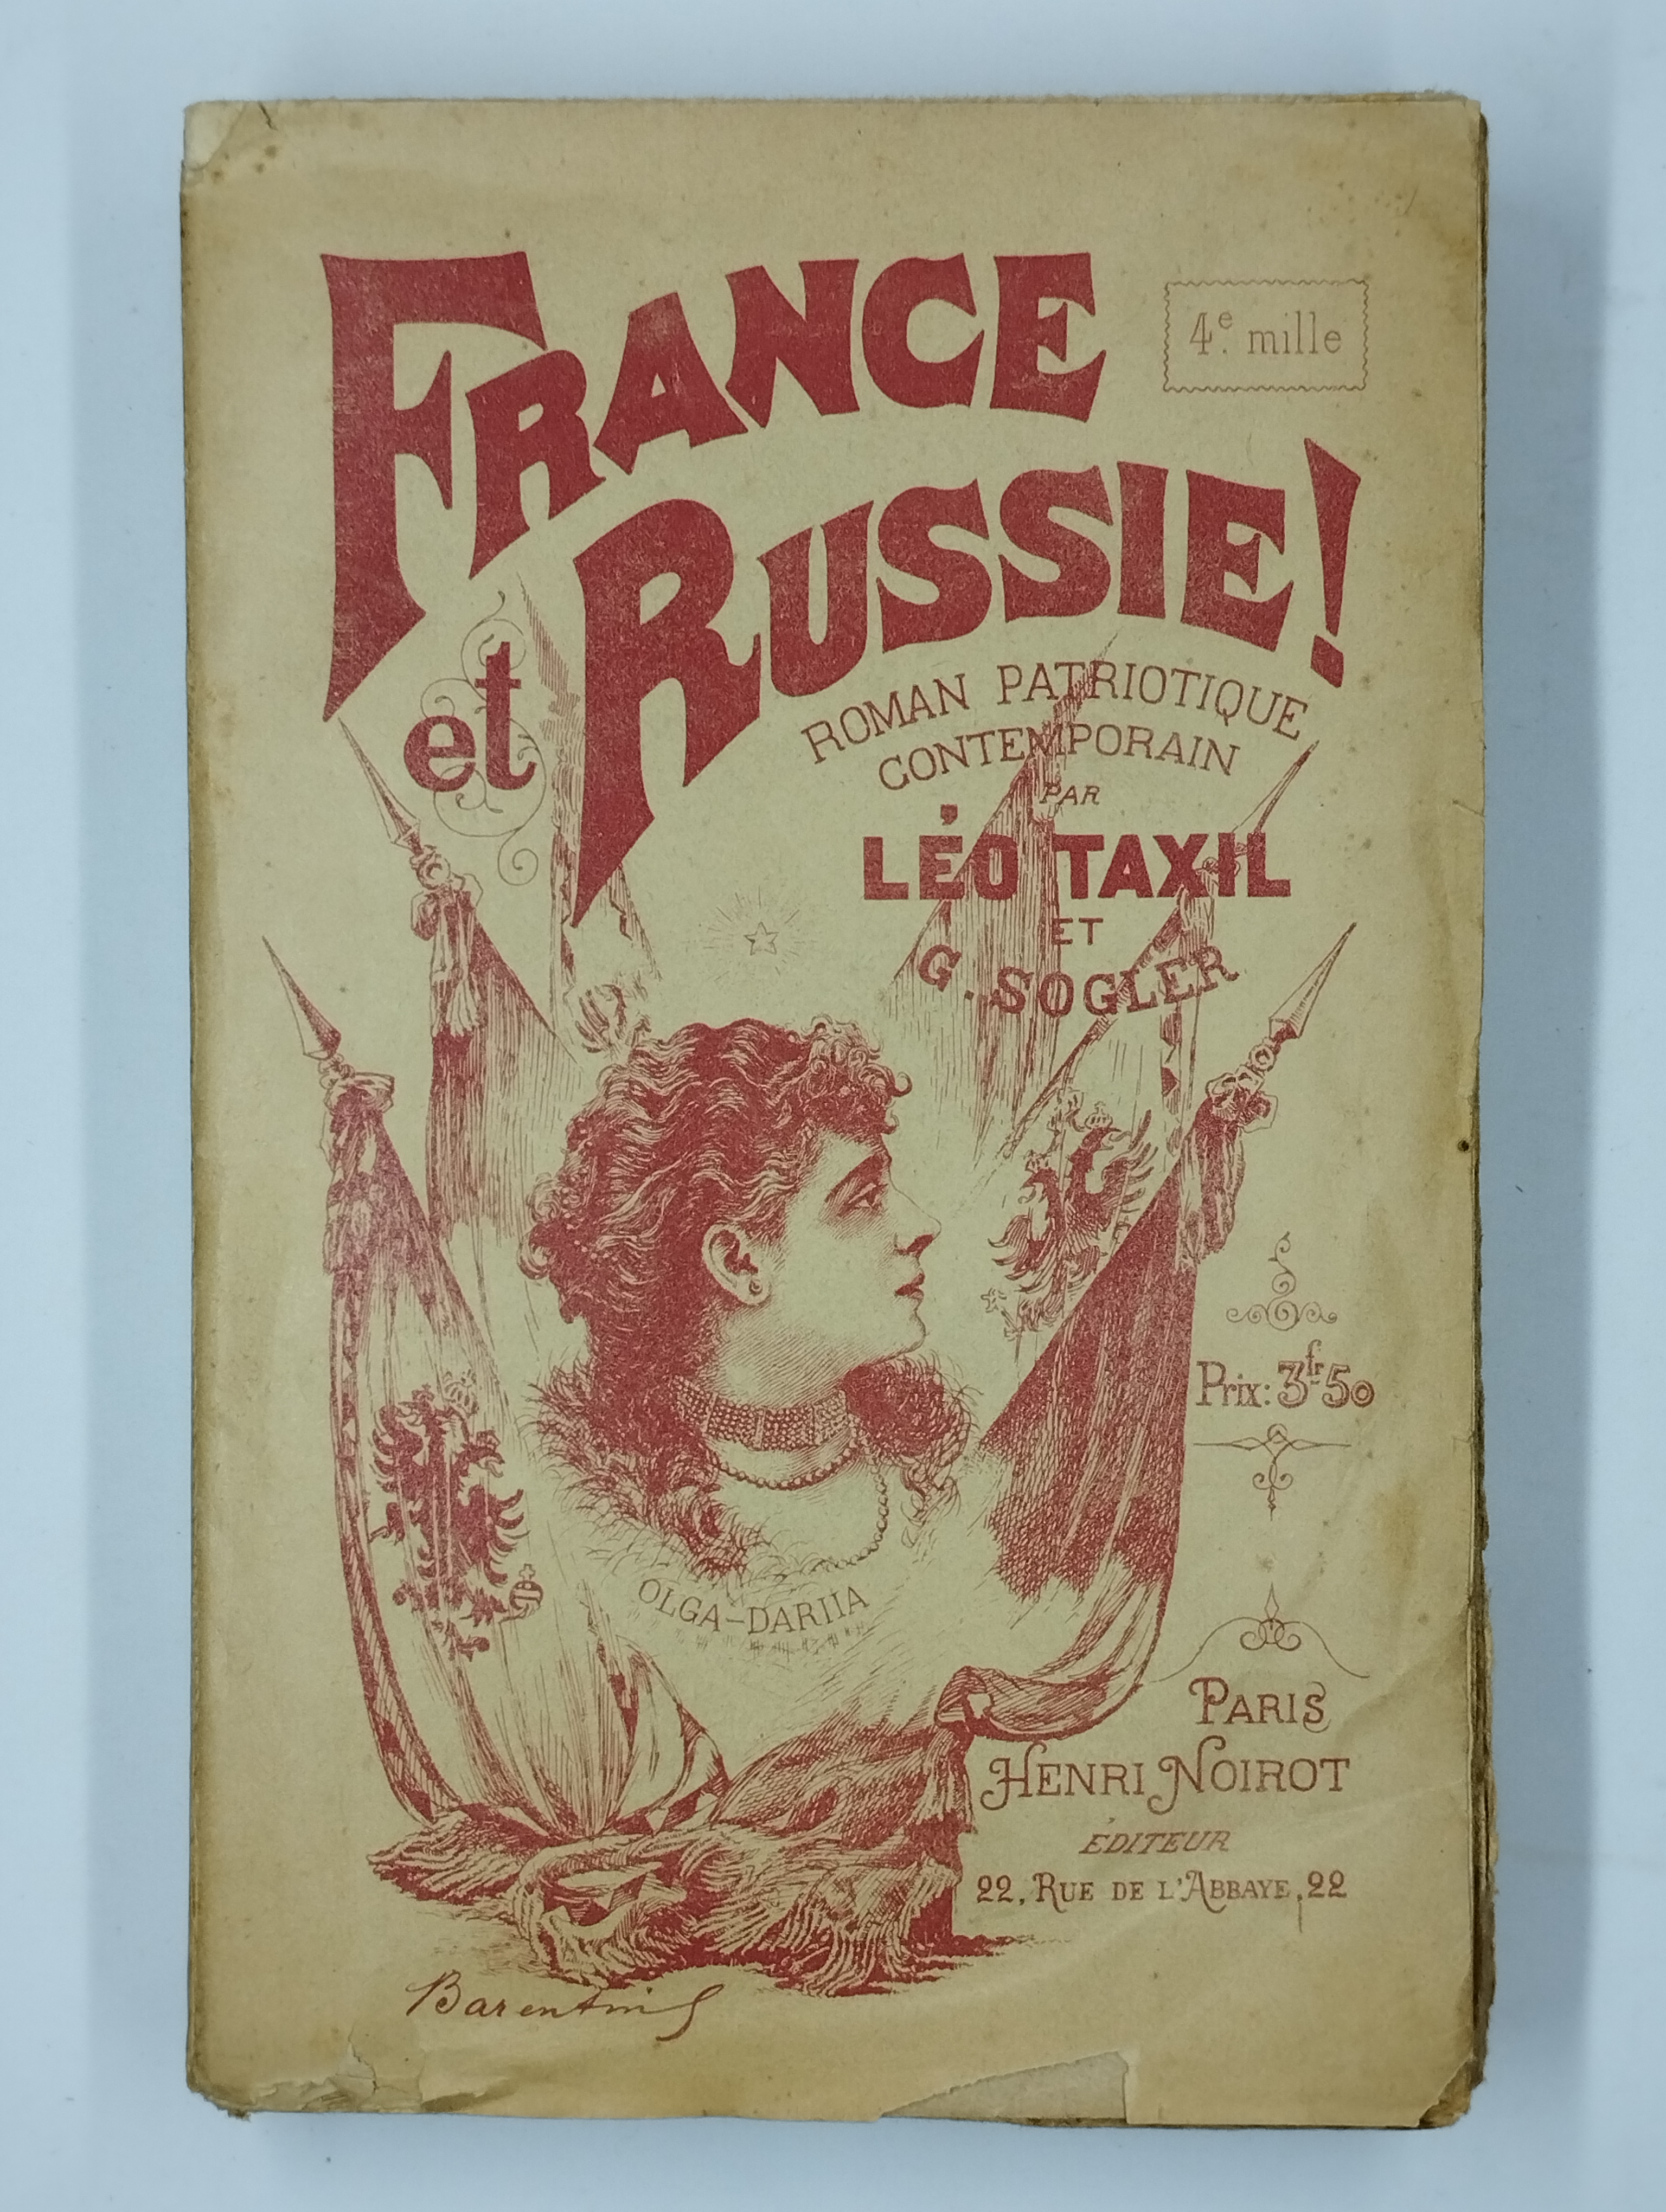 FRANCE
4e. mille
et RUSSIE!
ROMAN PATRIOTIQUE
CONTEMPORAIN
PAR
LÉO TAXIL
ET
G. SOGLER
Prix: 3fr 50
OLGA-DARIIA
PARIS
HENRI NOIROT
ÉDITEUR
22, RUE DE L'ABBAYE, 22